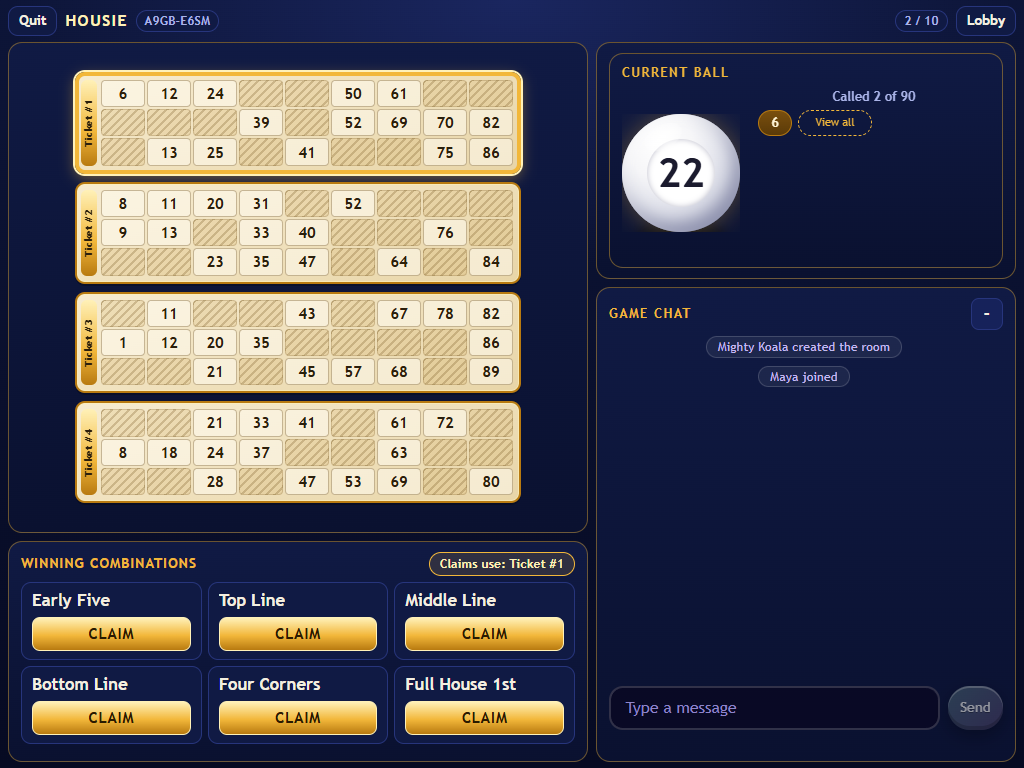 Quit HOUSIE A9GB-E6SM 2 / 10 Lobby
Ticket #1
6 12 24 50 61
39 52 69 70 82
13 25 41 75 86
Ticket #2
8 11 20 31 52
9 13 33 40 76
23 35 47 64 84
Ticket #3
11 43 67 78 82
1 12 20 35 86
21 45 57 68 89
Ticket #4
21 33 41 61 72
8 18 24 37 63
28 47 53 69 80
WINNING COMBINATIONS Claims use: Ticket #1
Early Five Top Line Middle Line
CLAIM CLAIM CLAIM
Bottom Line Four Corners Full House 1st
CLAIM CLAIM CLAIM
CURRENT BALL
Called 2 of 90
6 View all
22
GAME CHAT -
Mighty Koala created the room
Maya joined
Type a message Send